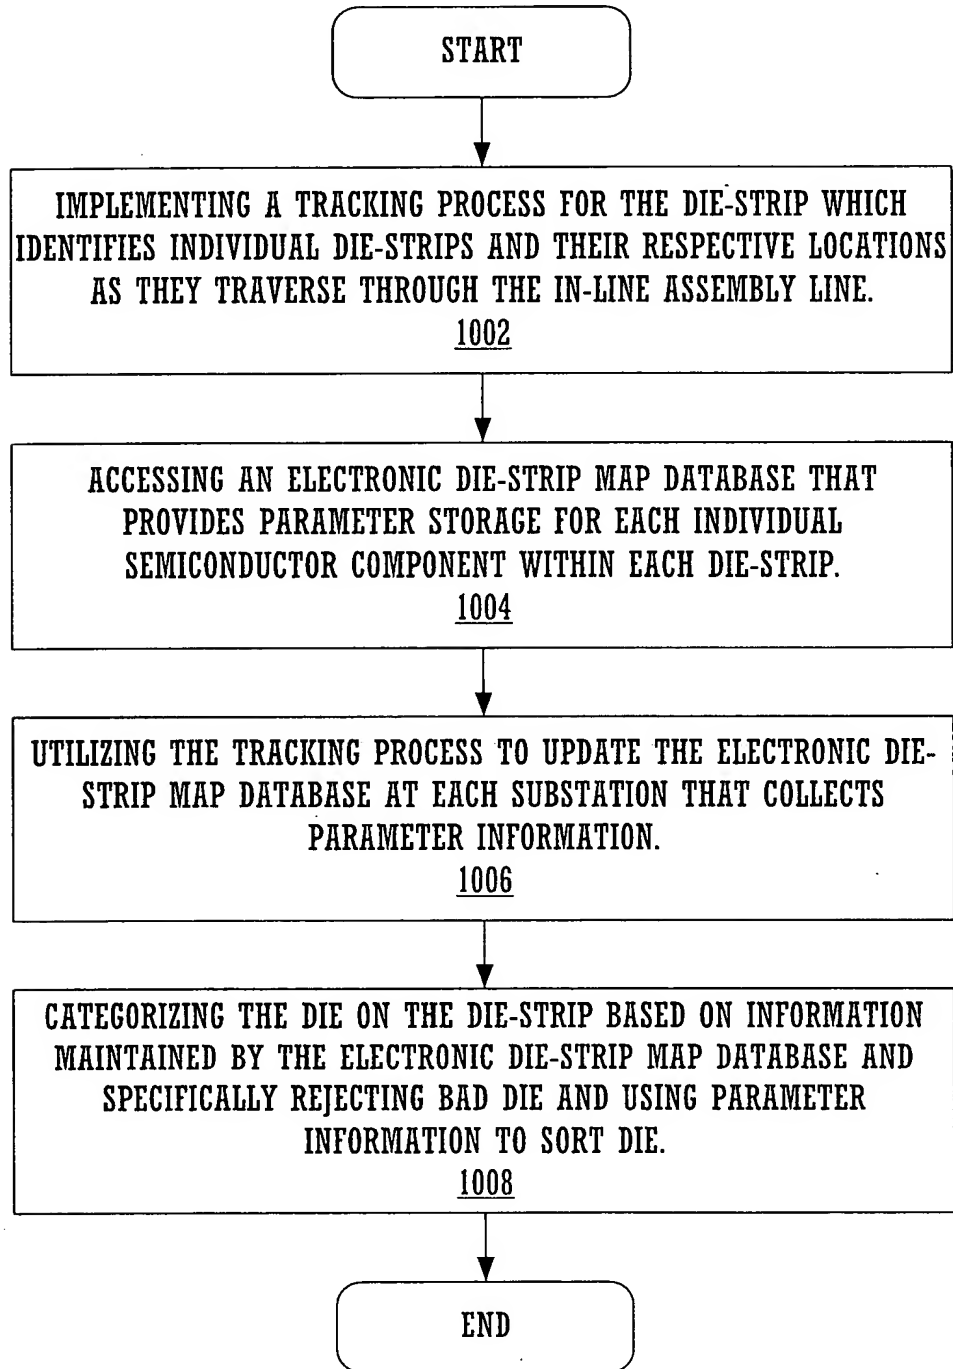 START
IMPLEMENTING A TRACKING PROCESS FOR THE DIE-STRIP WHICH
IDENTIFIES INDIVIDUAL DIE-STRIPS AND THEIR RESPECTIVE LOCATIONS
AS THEY TRAVERSE THROUGH THE IN-LINE ASSEMBLY LINE.
1002
ACCESSING AN ELECTRONIC DIE-STRIP MAP DATABASE THAT
PROVIDES PARAMETER STORAGE FOR EACH INDIVIDUAL
SEMICONDUCTOR COMPONENT WITHIN EACH DIE-STRIP.
1004
UTILIZING THE TRACKING PROCESS TO UPDATE THE ELECTRONIC DIE-
STRIP MAP DATABASE AT EACH SUBSTATION THAT COLLECTS
PARAMETER INFORMATION.
1006
CATEGORIZING THE DIE ON THE DIE-STRIP BASED ON INFORMATION
MAINTAINED BY THE ELECTRONIC DIE-STRIP MAP DATABASE AND
SPECIFICALLY REJECTING BAD DIE AND USING PARAMETER
INFORMATION TO SORT DIE.
1008
END